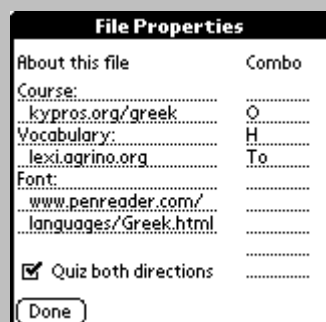 File Properties
About this file Combo
Course:
kypros.org/greek O
Vocabulary: H
lexi.agrino.org To
Font:
www.penreader.com/
languages/Greek.html
Quiz both directions
Done